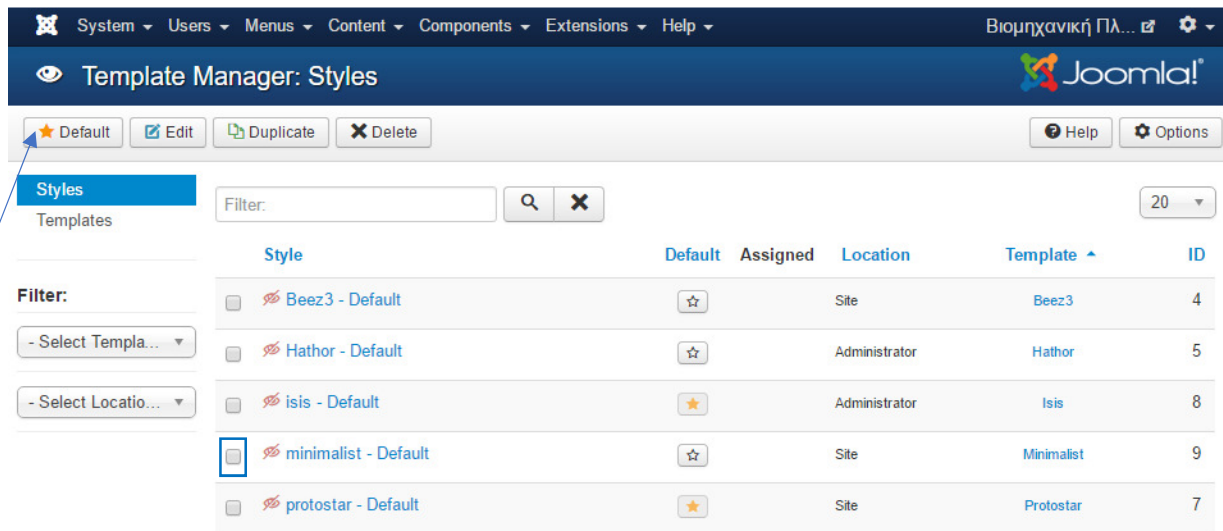 System Users Menus Content Components Extensions Help Βιομηχανική Πλ...
Template Manager: Styles Joomla!®
Default Edit Duplicate Delete Help Options
Styles
Templates
Filter: 20
Style Default Assigned Location Template ID
Filter:
- Select Templa...
- Select Locatio...
Beez3 - Default Site Beez3 4
Hathor - Default Administrator Hathor 5
isis - Default Administrator Isis 8
minimalist - Default Site Minimalist 9
protostar - Default Site Protostar 7